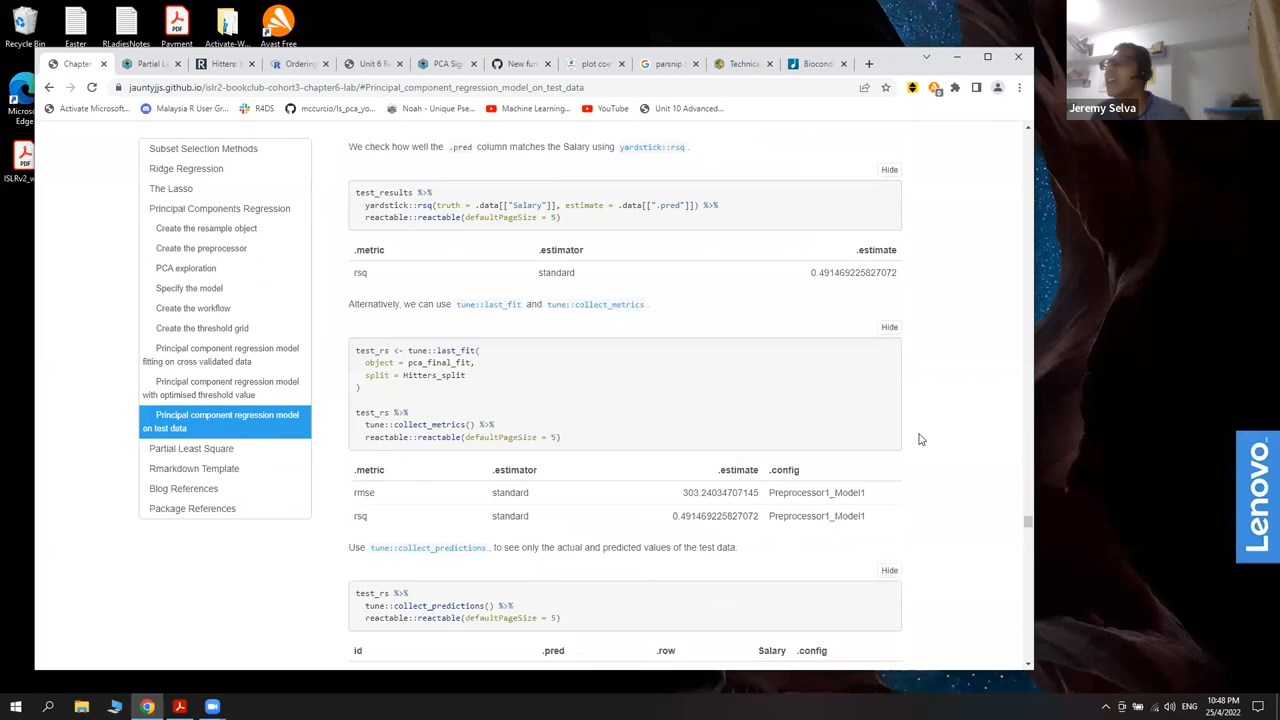 Recycle Bin
Easter
RLadiesNotes
Payment
Activate-W...
Avast Free
Chapter
Partial Le
Hitters: E
Ordering
Unit 6 Re
PCA Sig
New fun
plot coef
parsnip t
Technica
Biocond
jauntyjjs.github.io/islr-bookclub-cohort3-chapter6-lab/#Principal_component_regression_model_on_test_data
Activate Microsoft...
Malaysia R User Gr...
R4DS
mccurcio/ls_pca_yo...
Noah - Unique Pse...
Machine Learning...
YouTube
Unit 10 Advanced...
Jeremy Selva
Edge
ISLRv2_w
Subset Selection Methods
Ridge Regression
The Lasso
Principal Components Regression
Create the resample object
Create the preprocessor
PCA exploration
Specify the model
Create the workflow
Create the threshold grid
Principal component regression model
fitting on cross validated data
Principal component regression model
with optimised threshold value
Principal component regression model
on test data
Partial Least Square
Rmarkdown Template
Blog References
Package References
We check how well the .pred column matches the Salary using yardstick::rsq.
Hide
test_results %>%
yardstick::rsq(truth = .data[["Salary"]], estimate = .data[[".pred"]]) %>%
reactable::reactable(defaultPageSize = 5)
.metric .estimator .estimate
rsq standard 0.491469225827072
Alternatively, we can use tune::last_fit and tune::collect_metrics.
Hide
test_rs <- tune::last_fit(
object = pca_final_fit,
split = Hitters_split
)
test_rs %>%
tune::collect_metrics() %>%
reactable::reactable(defaultPageSize = 5)
.metric .estimator .estimate .config
rmse standard 303.24034707145 Preprocessor1_Model1
rsq standard 0.491469225827072 Preprocessor1_Model1
Use tune::collect_predictions, to see only the actual and predicted values of the test data.
Hide
test_rs %>%
tune::collect_predictions() %>%
reactable::reactable(defaultPageSize = 5)
id .pred .row Salary .config
Lenovo
ENG
10:48 PM
25/4/2022